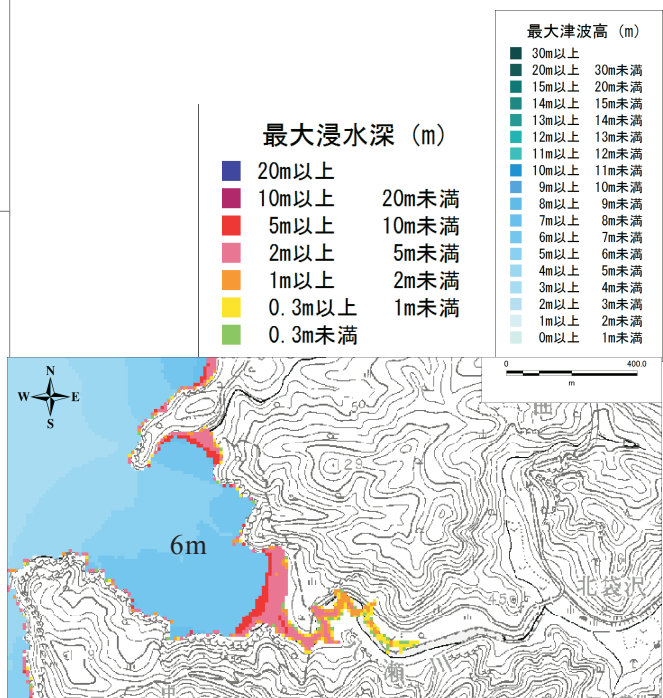 最大津波高 (m)
30m以上
20m以上 30m未満
15m以上 20m未満
14m以上 15m未満
13m以上 14m未満
12m以上 13m未満
11m以上 12m未満
10m以上 11m未満
9m以上 10m未満
8m以上 9m未満
7m以上 8m未満
6m以上 7m未満
5m以上 6m未満
4m以上 5m未満
3m以上 4m未満
2m以上 3m未満
1m以上 2m未満
0m以上 1m未満
最大浸水深 (m)
20m以上
10m以上 20m未満
5m以上 10m未満
2m以上 5m未満
1m以上 2m未満
0.3m以上 1m未満
0.3m未満
0 400.0
m
N
W E
S
129
6m
北袋沢
450
瀬川
中